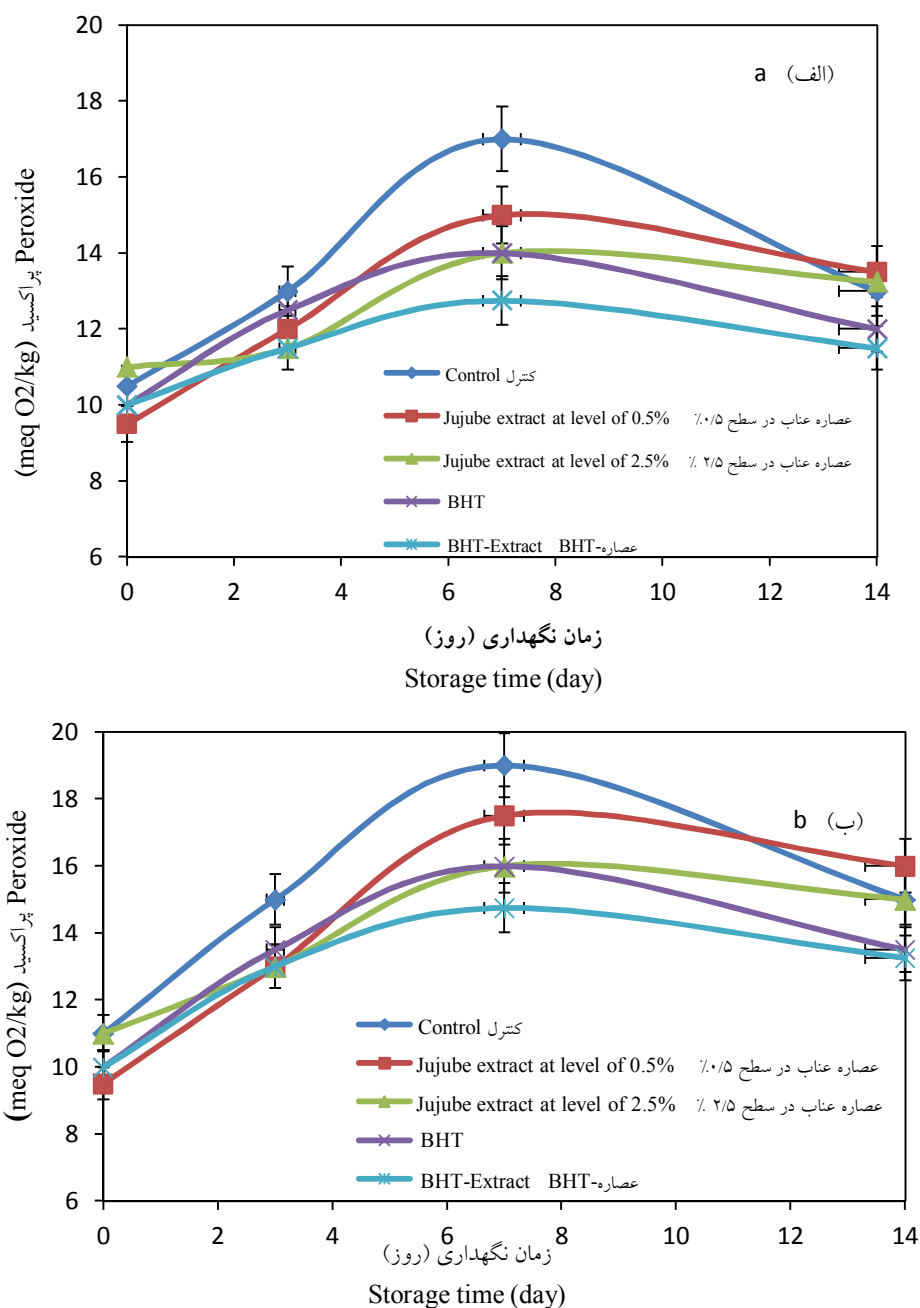 20
18
16
14
12
10
8
6
a (الف)
پراکسید Peroxide (meq O2/kg)
Control کنترل
Jujube extract at level of 0.5% عصاره عناب در سطح ۰/۵٪
Jujube extract at level of 2.5% عصاره عناب در سطح ۲/۵ ٪
BHT
BHT-Extract BHT-عصاره
0 2 4 6 8 10 12 14
زمان نگهداری (روز)
Storage time (day)
20
18
16
14
12
10
8
6
b (ب)
پراکسید Peroxide (meq O2/kg)
Control کنترل
Jujube extract at level of 0.5% عصاره عناب در سطح ۰/۵٪
Jujube extract at level of 2.5% عصاره عناب در سطح ۲/۵ ٪
BHT
BHT-Extract BHT-عصاره
0 2 4 6 8 10 12 14
زمان نگهداری (روز)
Storage time (day)